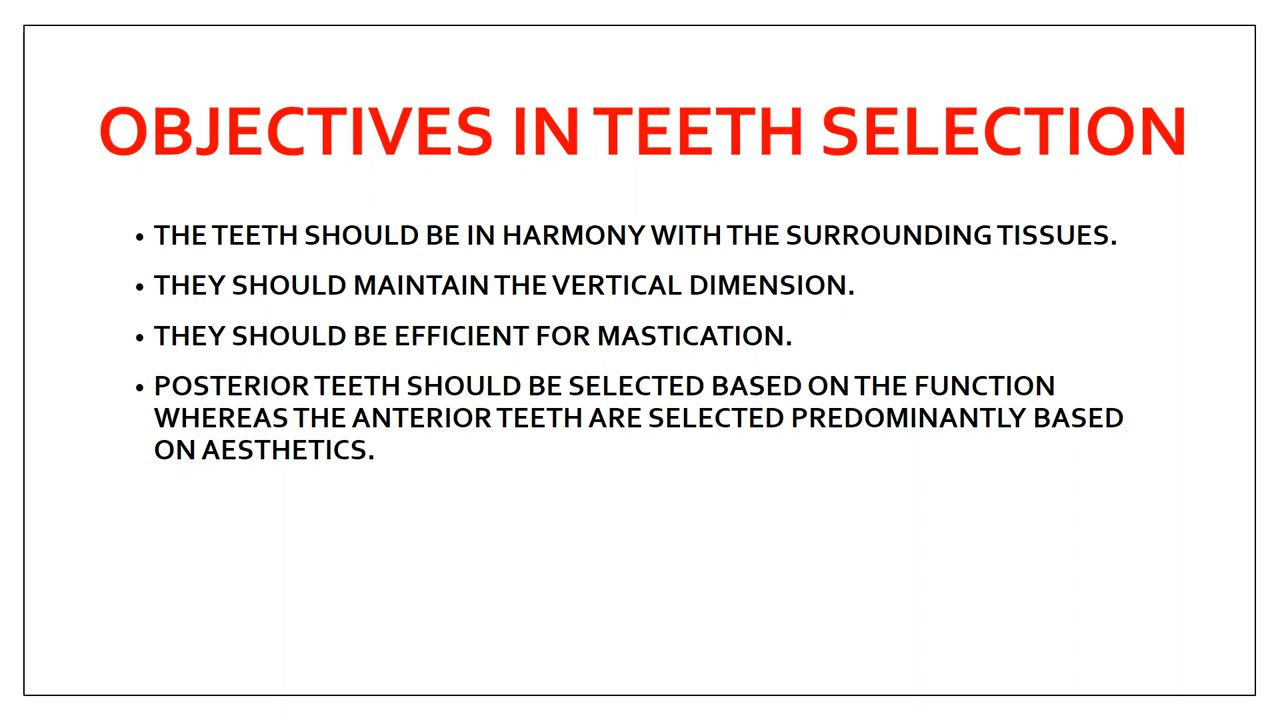 OBJECTIVES IN TEETH SELECTION
• THE TEETH SHOULD BE IN HARMONY WITH THE SURROUNDING TISSUES.
• THEY SHOULD MAINTAIN THE VERTICAL DIMENSION.
• THEY SHOULD BE EFFICIENT FOR MASTICATION.
• POSTERIOR TEETH SHOULD BE SELECTED BASED ON THE FUNCTION
WHEREAS THE ANTERIOR TEETH ARE SELECTED PREDOMINANTLY BASED
ON AESTHETICS.